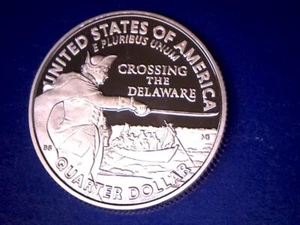 UNITED STATES OF AMERICA
E PLURIBUS UNUM
CROSSING
THE
DELAWARE
QUARTER DOLLAR